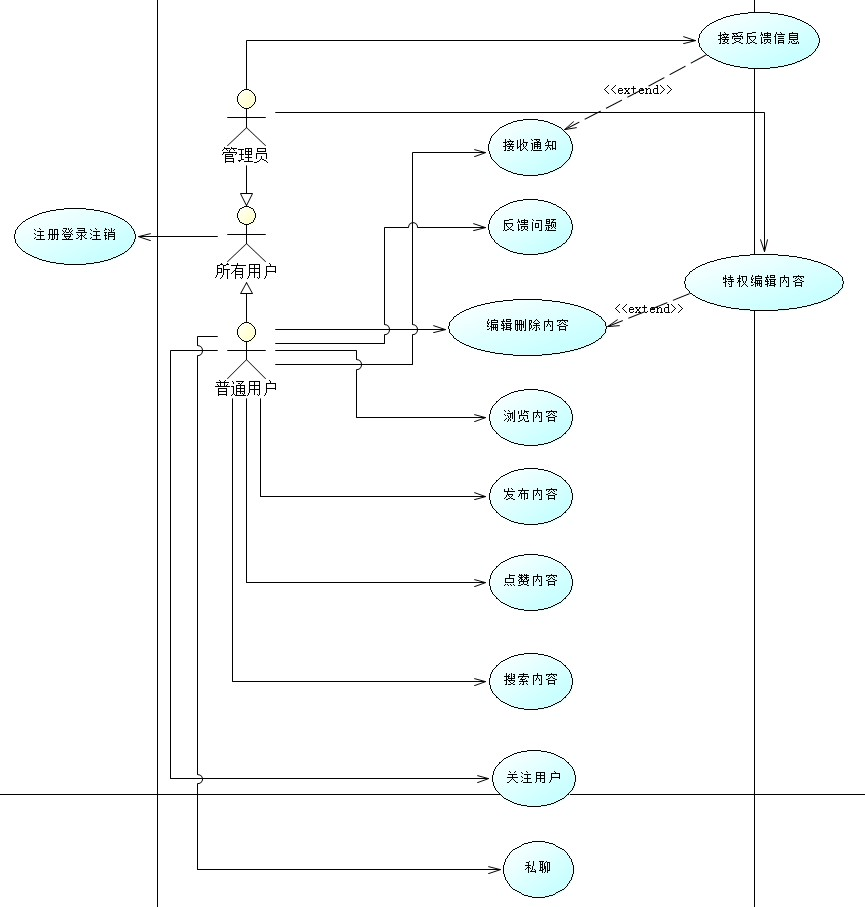 接受反馈信息
<<extend>>
接收通知
管理员
反馈问题
注册登录注销
所有用户
特权编辑内容
<<extend>>
编辑删除内容
普通用户
浏览内容
发布内容
点赞内容
搜索内容
关注用户
私聊